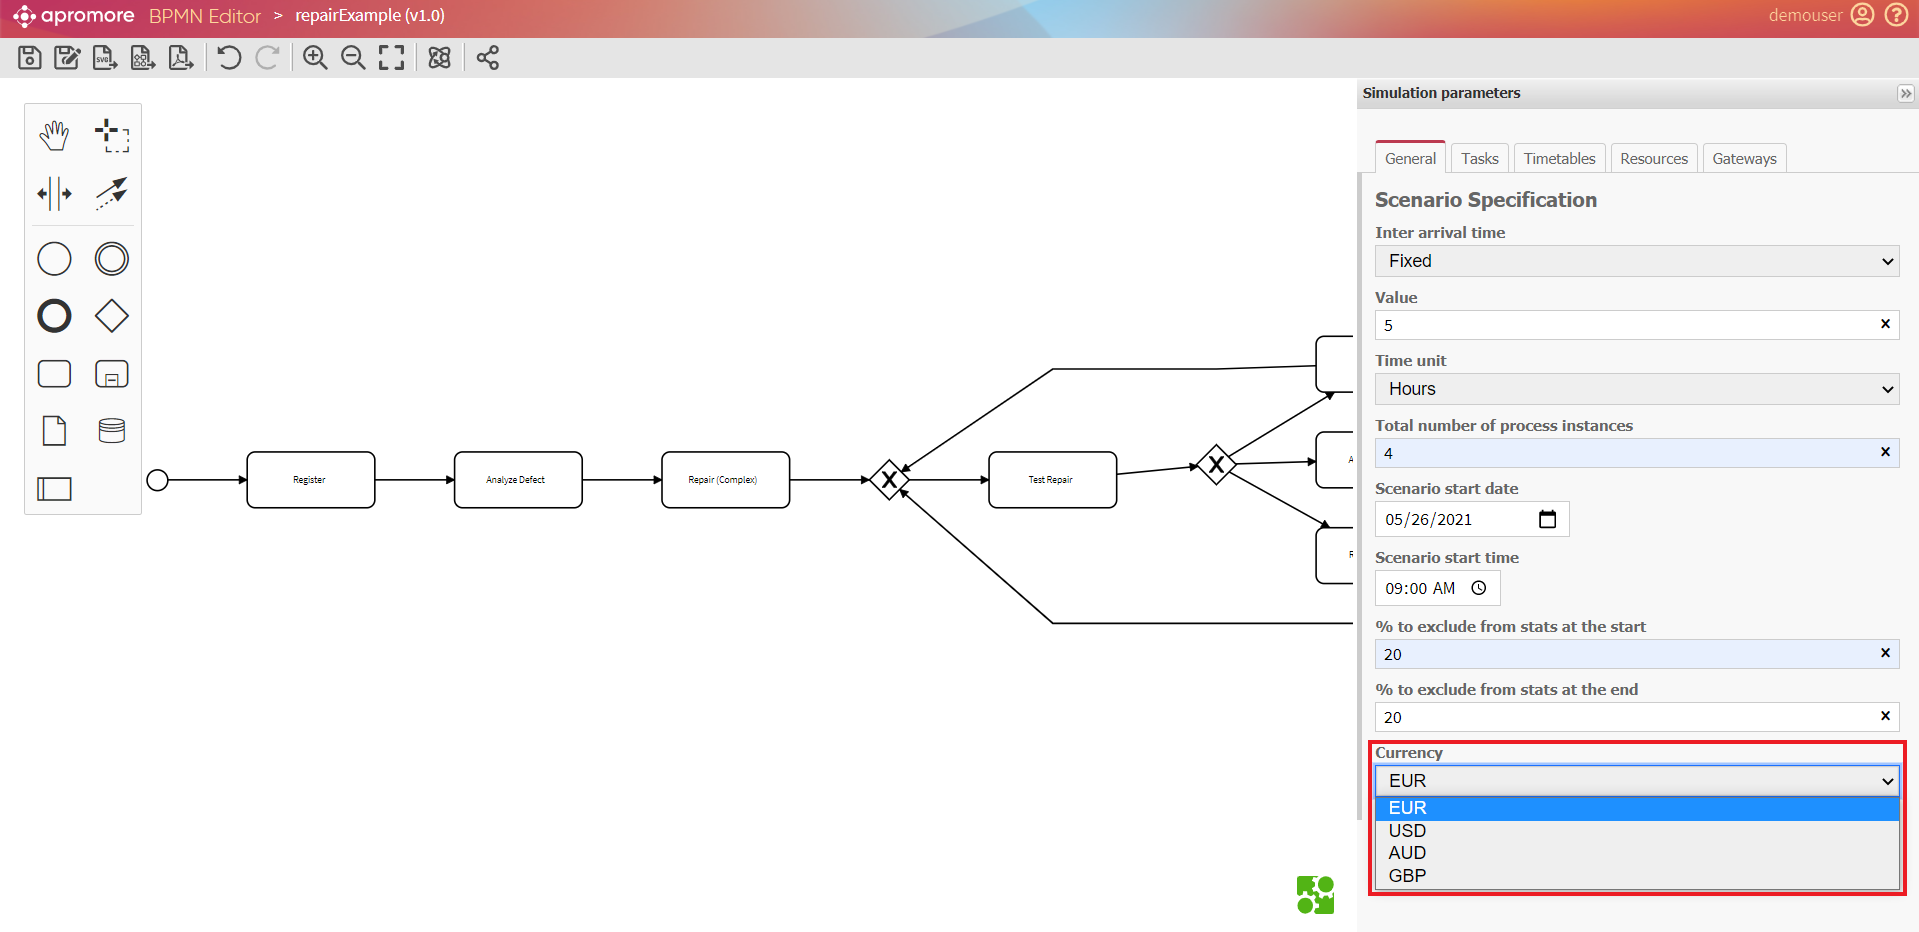 apromore BPMN Editor > repairExample (v1.0)
demouser
SVG
Simulation parameters
General Tasks Timetables Resources Gateways
Scenario Specification
Inter arrival time
Fixed
Value
5
Time unit
Hours
Total number of process instances
4
Scenario start date
05/26/2021
Scenario start time
09:00 AM
% to exclude from stats at the start
20
% to exclude from stats at the end
20
Currency
EUR
EUR
USD
AUD
GBP
Register
Analyze Defect
Repair (Complex)
Test Repair
A
R